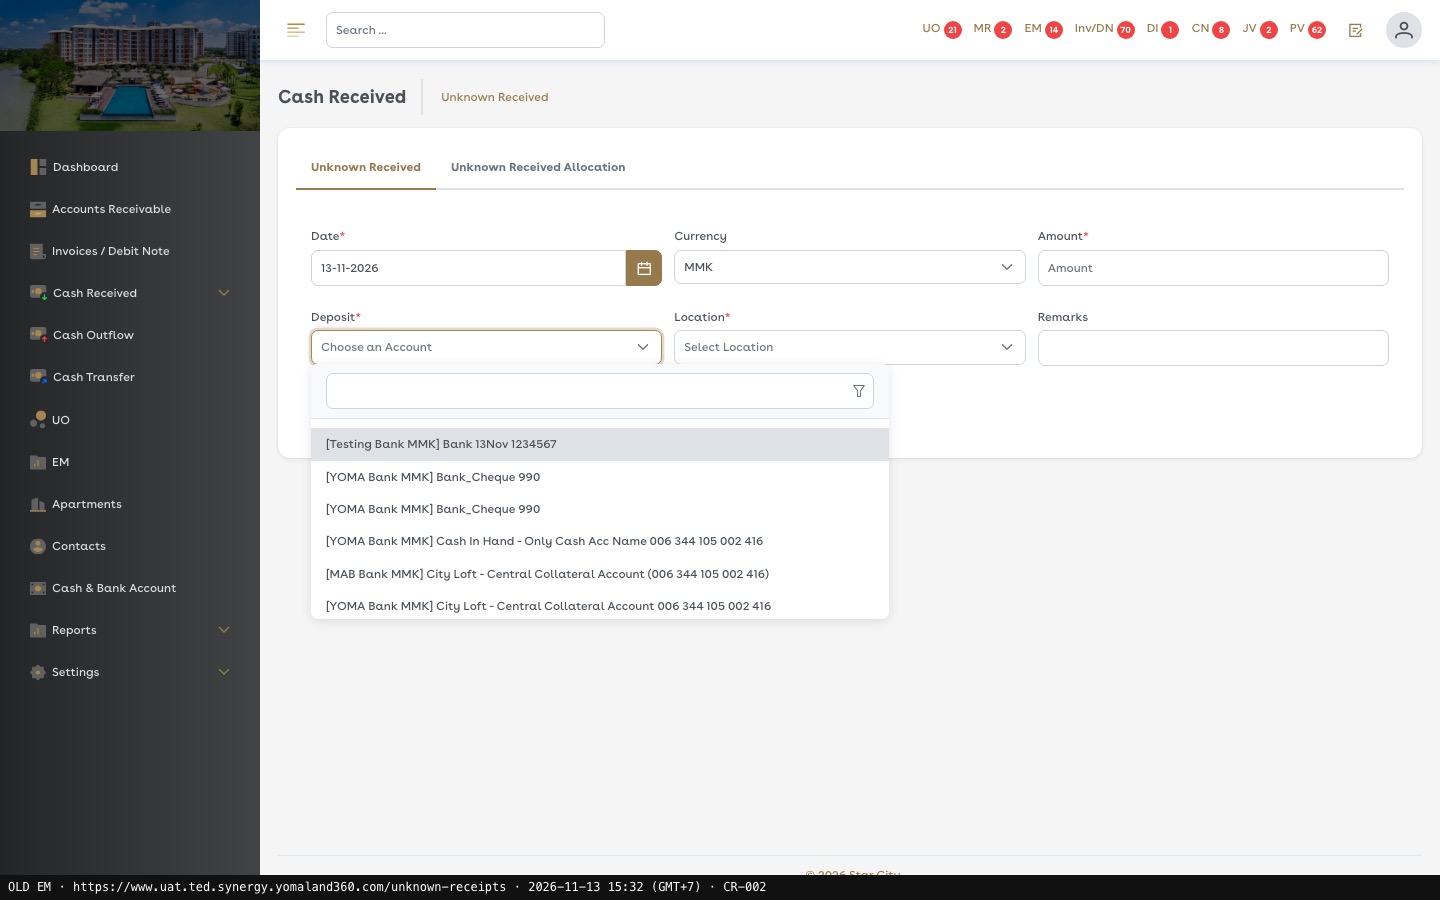 Search ...
UO 21 MR 2 EM 14 Inv/DN 70 DI 1 CN 8 JV 2 PV 62
Cash Received
Unknown Received
Dashboard
Accounts Receivable
Invoices / Debit Note
Cash Received
Cash Outflow
Cash Transfer
UO
EM
Apartments
Contacts
Cash & Bank Account
Reports
Settings
Unknown Received Unknown Received Allocation
Date* Currency Amount*
13-11-2026 MMK Amount
Deposit* Location* Remarks
Choose an Account Select Location
[Testing Bank MMK] Bank 13Nov 1234567
[YOMA Bank MMK] Bank_Cheque 990
[YOMA Bank MMK] Bank_Cheque 990
[YOMA Bank MMK] Cash In Hand - Only Cash Acc Name 006 344 105 002 416
[MAB Bank MMK] City Loft - Central Collateral Account (006 344 105 002 416)
[YOMA Bank MMK] City Loft - Central Collateral Account 006 344 105 002 416
© 2026 Star City
OLD EM · https://www.uat.ted.synergy.yomaland360.com/unknown-receipts · 2026-11-13 15:32 (GMT+7) · CR-002